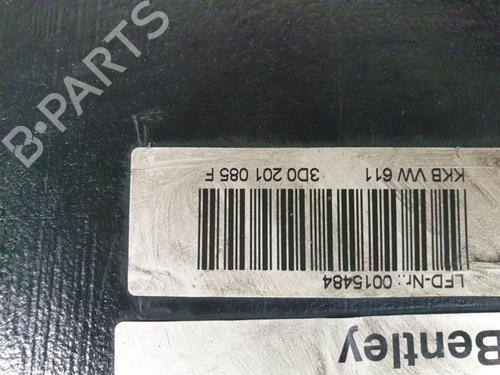 B-PARTS
LFD-Nr.: 0015484
KKB VW 611 3D0 201 085 F
Bentley